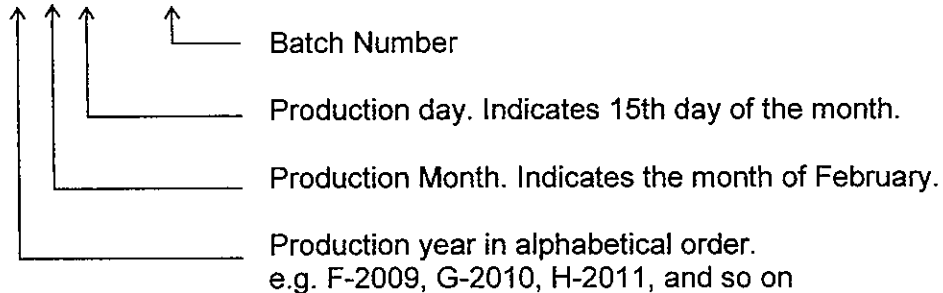 Batch Number
Production day. Indicates 15th day of the month.
Production Month. Indicates the month of February.
Production year in alphabetical order.
e.g. F-2009, G-2010, H-2011, and so on